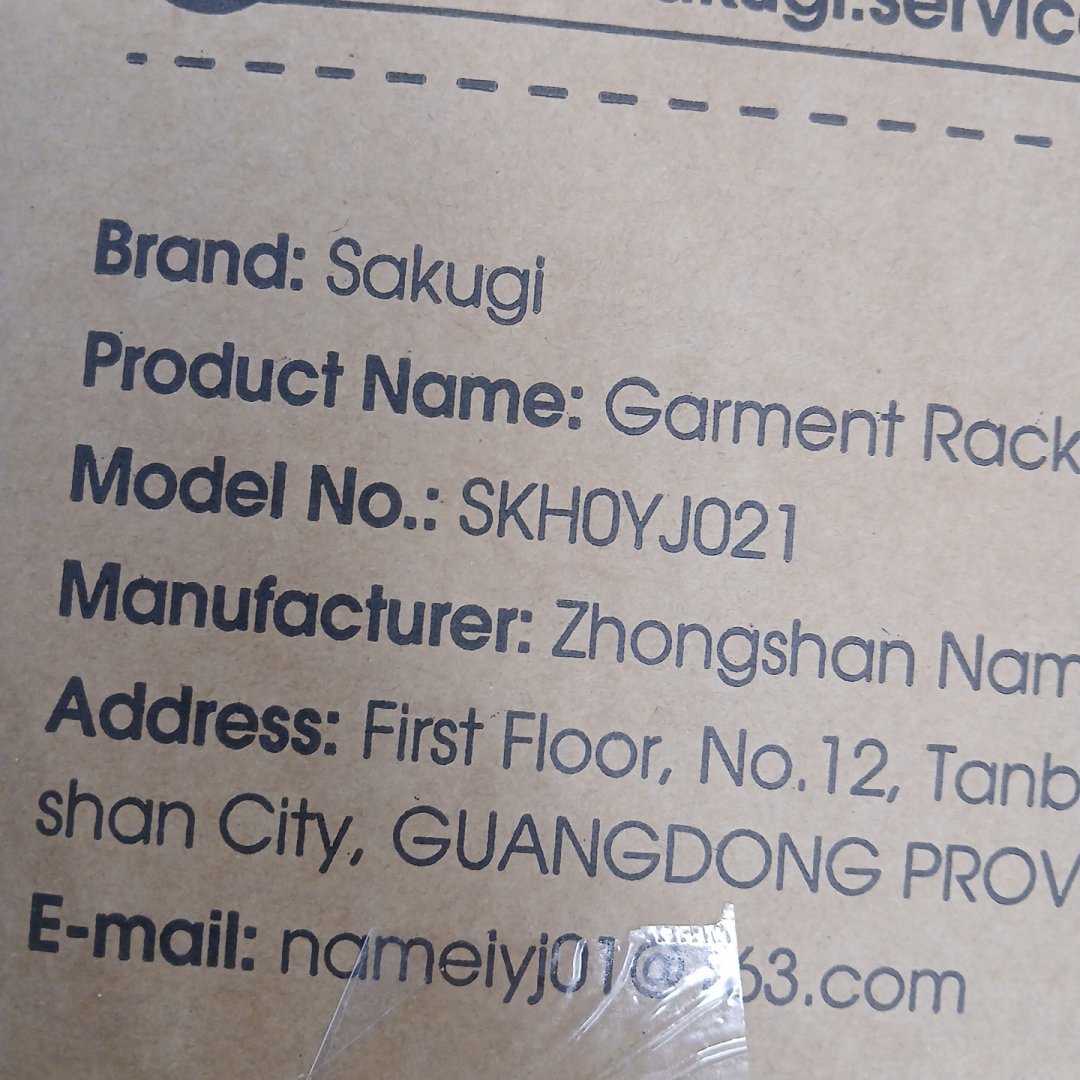 Brand: Sakugi
Product Name: Garment Rack
Model No.: SKH0YJ021
Manufacturer: Zhongshan Nam
Address: First Floor, No.12, Tanb
shan City, GUANGDONG PROV
E-mail: nameiyj01@163.com